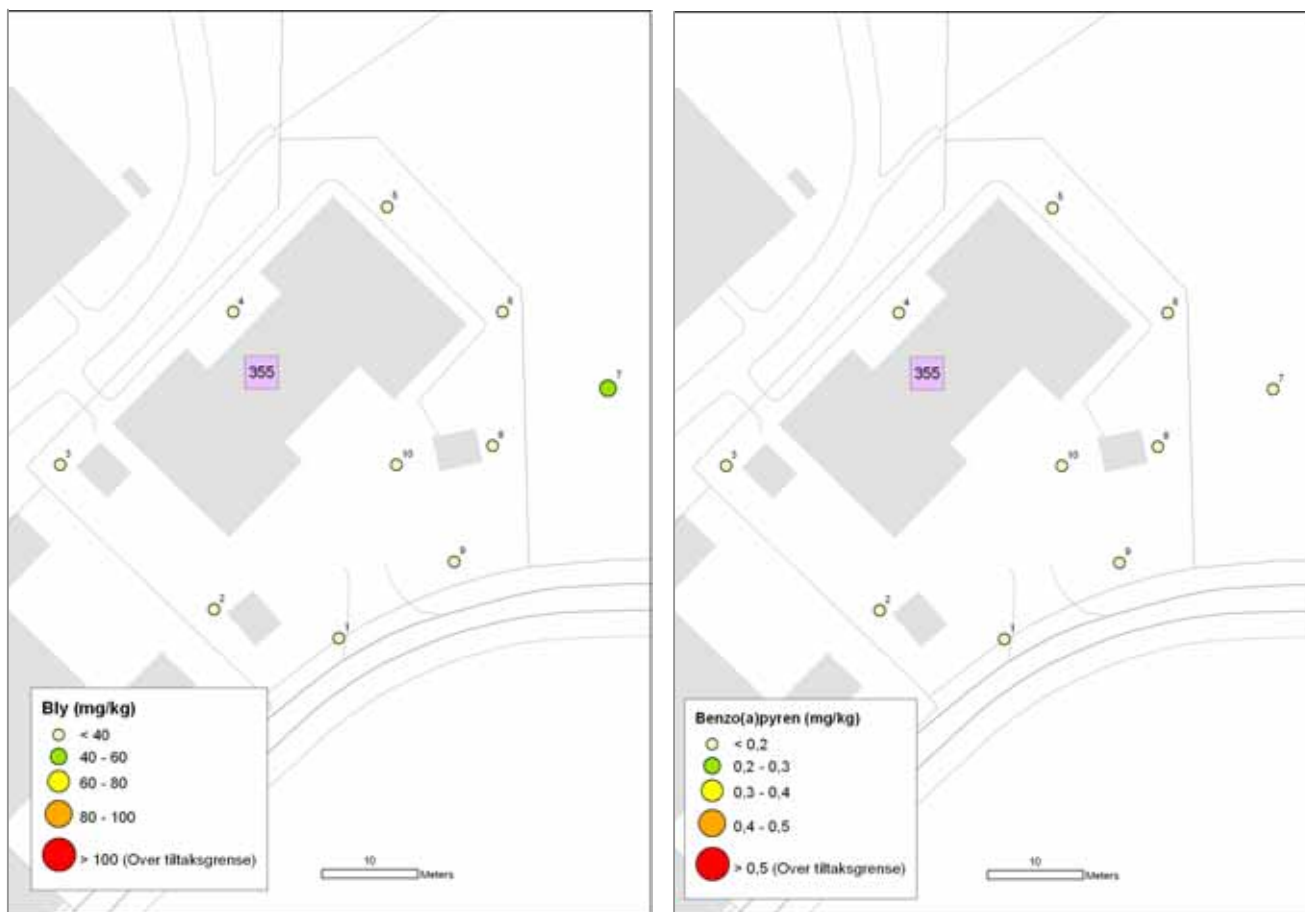 5
4
6
355
7
3
10
8
9
2
1
Bly (mg/kg)
< 40
40 - 60
60 - 80
80 - 100
> 100 (Over tiltaksgrense)
10
Meters
5
4
6
355
7
3
10
8
9
2
1
Benzo(a)pyren (mg/kg)
< 0,2
0,2 - 0,3
0,3 - 0,4
0,4 - 0,5
> 0,5 (Over tiltaksgrense)
10
Meters